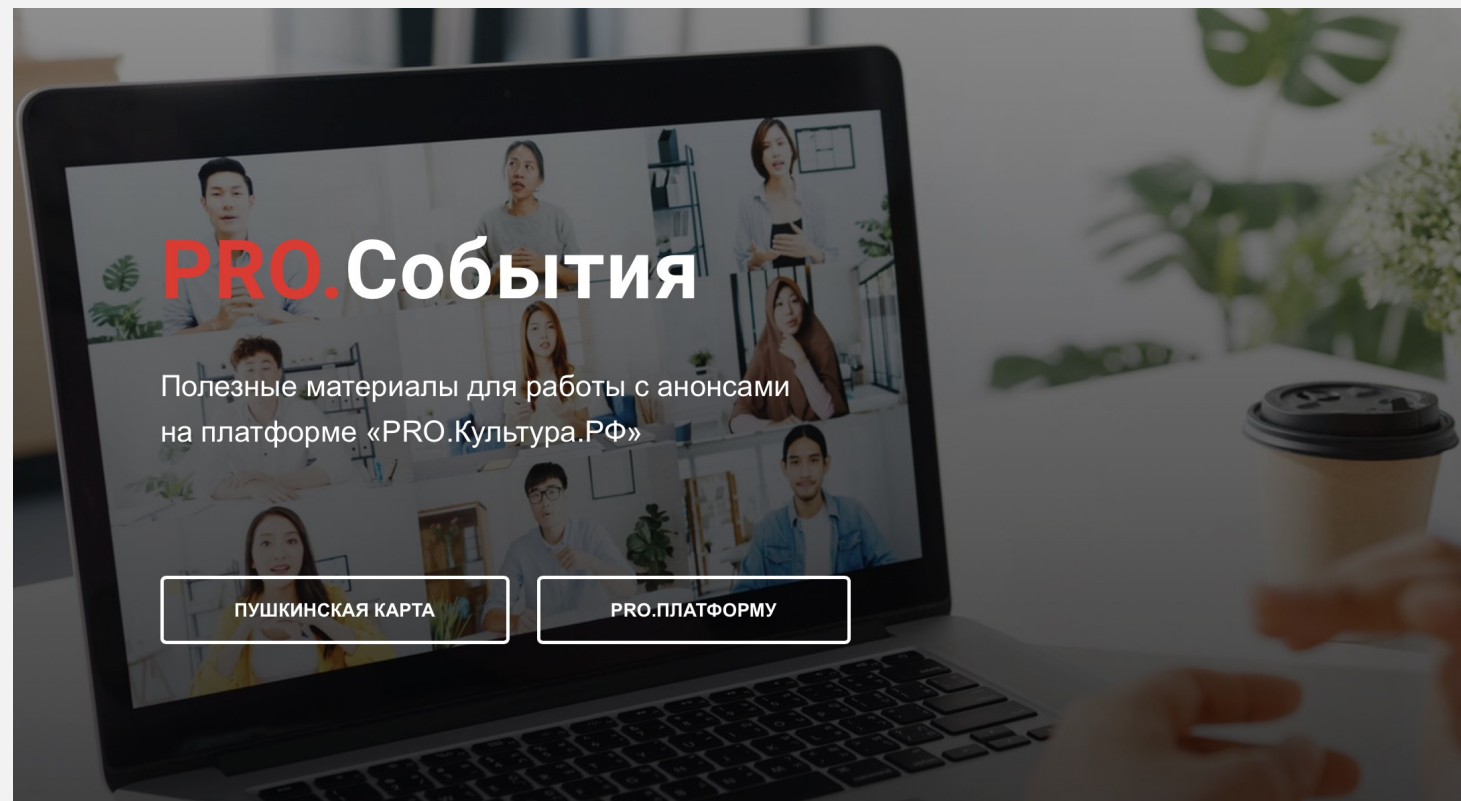 PRO.События
Полезные материалы для работы с анонсами
на платформе «PRO.Культура.РФ»
ПУШКИНСКАЯ КАРТА
PRO.ПЛАТФОРМУ